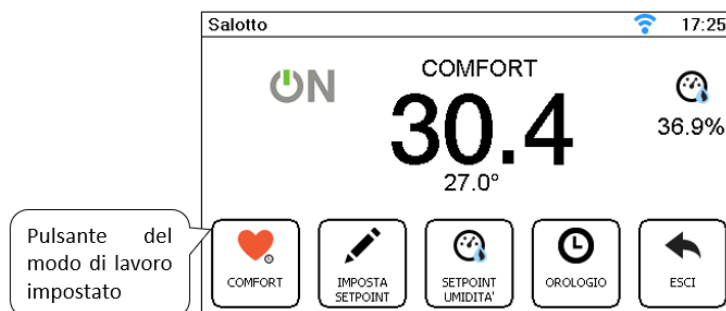 Salotto 17:25
ON
COMFORT
30.4
27.0°
36.9%
Pulsante del
modo di lavoro
impostato
COMFORT
IMPOSTA
SETPOINT
SETPOINT
UMIDITA'
OROLOGIO
ESCI